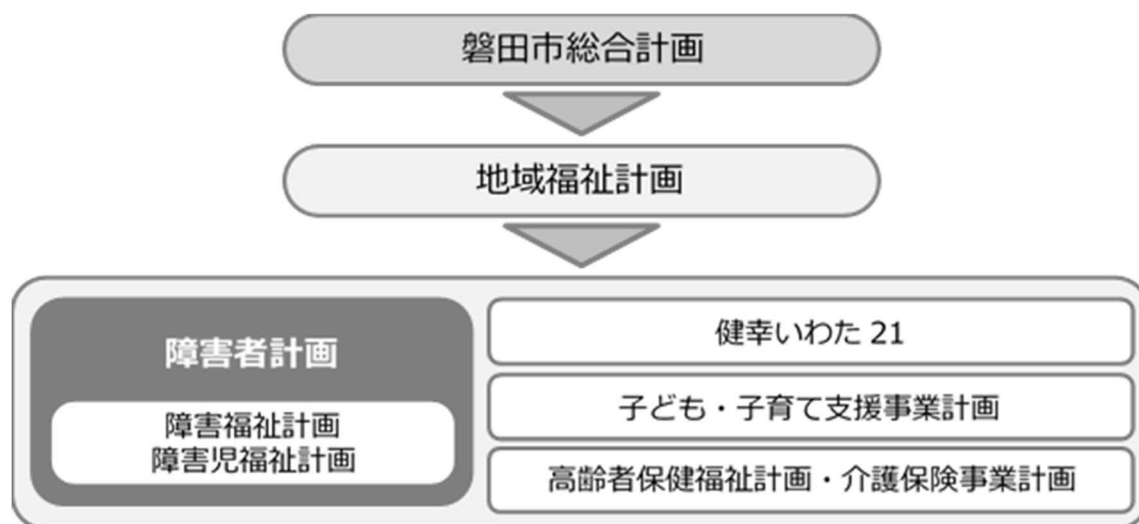 磐田市総合計画
地域福祉計画
障害者計画
障害福祉計画
障害児福祉計画
健幸いわた 21
子ども・子育て支援事業計画
高齢者保健福祉計画・介護保険事業計画